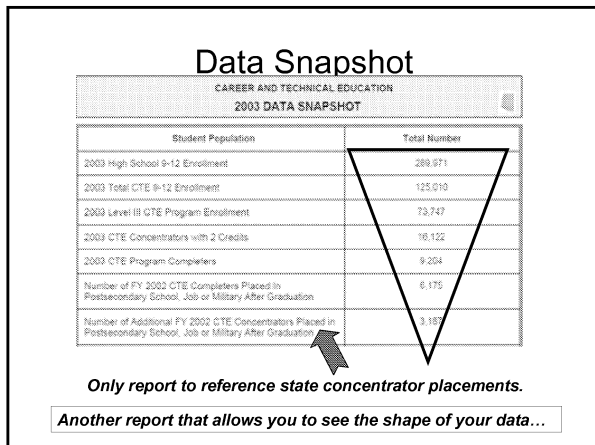 Data Snapshot
CAREER AND TECHNICAL EDUCATION
2003 DATA SNAPSHOT
Student Population Total Number
2003 High School 9-12 Enrollment
2003 Total CTE 9-12 Enrollment 125,010
2003 Level III CTE Program Enrollment 73,747
2003 CTE Concentrators with 2 Credits 16,122
2003 CTE Program Completers 9,204
Number of FY 2002 CTE Completers Placed in 6,175
Postsecondary School, Job or Military After Graduation
Number of Additional FY 2002 CTE Concentrators Placed in
Postsecondary School, Job or Military After Graduation
Only report to reference state concentrator placements.
Another report that allows you to see the shape of your data…